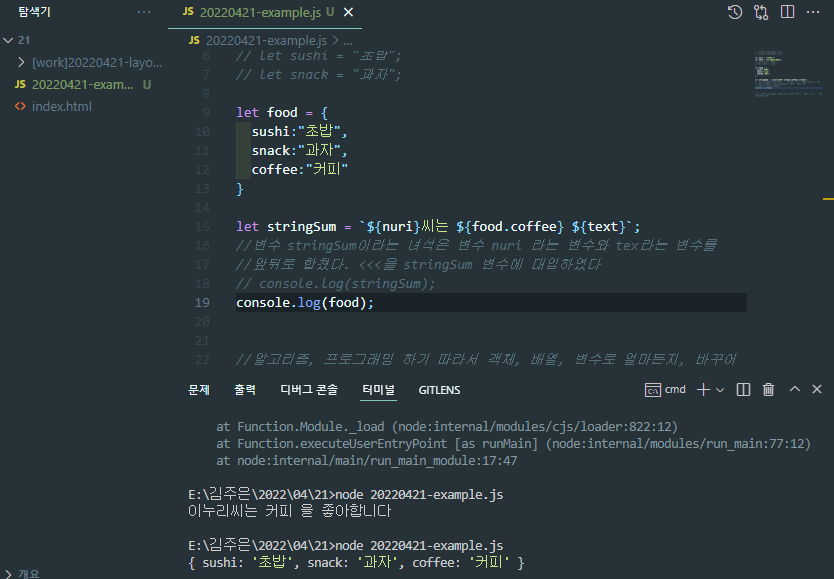 탐색기 ···
JS 20220421-example.js U ×
21
[work]20220421-layo...
JS 20220421-exam... U
<> index.html
JS 20220421-example.js > ...
6 // let sushi = "초밥";
7 // let snack = "과자";
8
9 let food = {
10 sushi:"초밥",
11 snack:"과자",
12 coffee:"커피"
13 }
14
15 let stringSum = `${nuri}씨는 ${food.coffee} ${text}`;
16 //변수 stringSum이라는 녀석은 변수 nuri 라는 변수와 tex라는 변수를
17 //앞뒤로 합쳤다. <<<을 stringSum 변수에 대입하였다
18 // console.log(stringSum);
19 console.log(food);
20
21
22 //알고리즘, 프로그래밍 하기 따라서 객체, 배열, 변수로 얼마든지, 바꾸어
문제 출력 디버그 콘솔 터미널 GITLENS cmd
at Function.Module._load (node:internal/modules/cjs/loader:822:12)
at Function.executeUserEntryPoint [as runMain] (node:internal/modules/run_main:77:12)
at node:internal/main/run_main_module:17:47
E:\김주은\2022\04\21>node 20220421-example.js
이누리씨는 커피 을 좋아합니다
E:\김주은\2022\04\21>node 20220421-example.js
{ sushi: '초밥', snack: '과자', coffee: '커피' }
개요